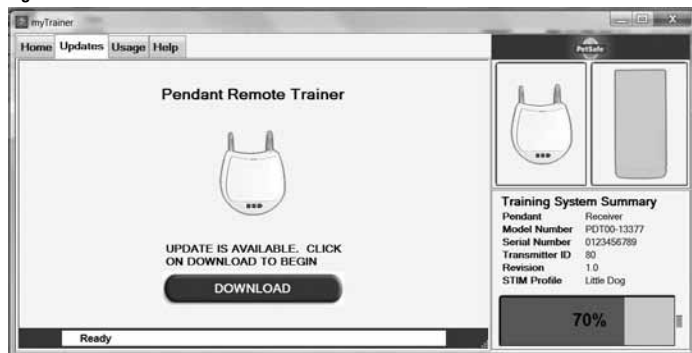 myTrainer
Home Updates Usage Help
Pendant Remote Trainer
UPDATE IS AVAILABLE. CLICK
ON DOWNLOAD TO BEGIN
DOWNLOAD
Ready
PetSafe
Training System Summary
Pendant Receiver
Model Number PDT00-13377
Serial Number 0123456789
Transmitter ID 80
Revision 1.0
STIM Profile Little Dog
70%